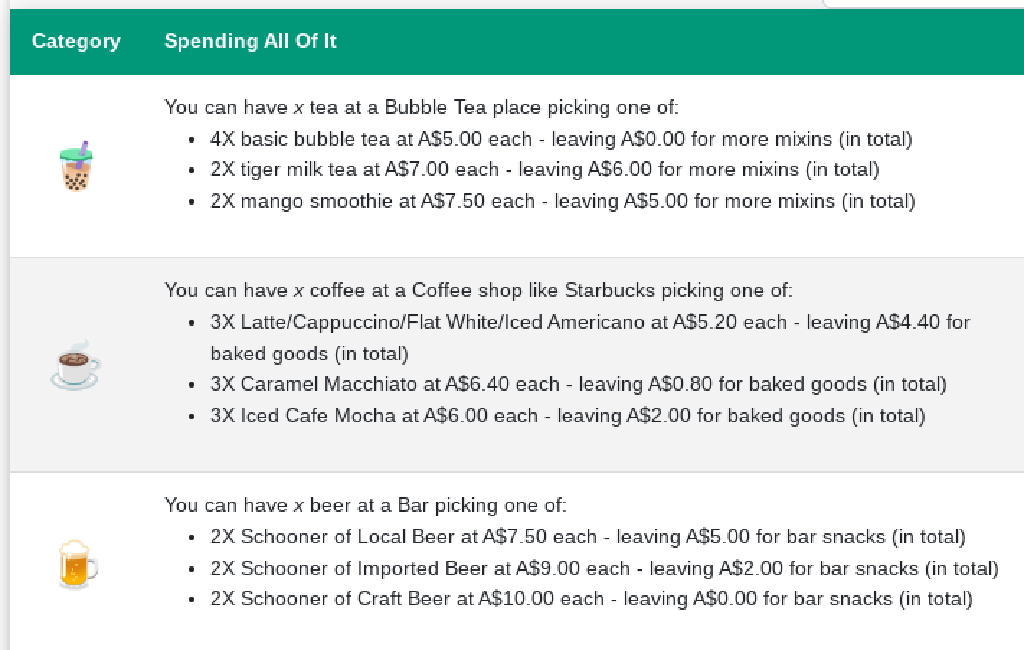 Category Spending All Of It
You can have x tea at a Bubble Tea place picking one of:
• 4X basic bubble tea at A$5.00 each - leaving A$0.00 for more mixins (in total)
• 2X tiger milk tea at A$7.00 each - leaving A$6.00 for more mixins (in total)
• 2X mango smoothie at A$7.50 each - leaving A$5.00 for more mixins (in total)
You can have x coffee at a Coffee shop like Starbucks picking one of:
• 3X Latte/Cappuccino/Flat White/Iced Americano at A$5.20 each - leaving A$4.40 for
baked goods (in total)
• 3X Caramel Macchiato at A$6.40 each - leaving A$0.80 for baked goods (in total)
• 3X Iced Cafe Mocha at A$6.00 each - leaving A$2.00 for baked goods (in total)
You can have x beer at a Bar picking one of:
• 2X Schooner of Local Beer at A$7.50 each - leaving A$5.00 for bar snacks (in total)
• 2X Schooner of Imported Beer at A$9.00 each - leaving A$2.00 for bar snacks (in total)
• 2X Schooner of Craft Beer at A$10.00 each - leaving A$0.00 for bar snacks (in total)